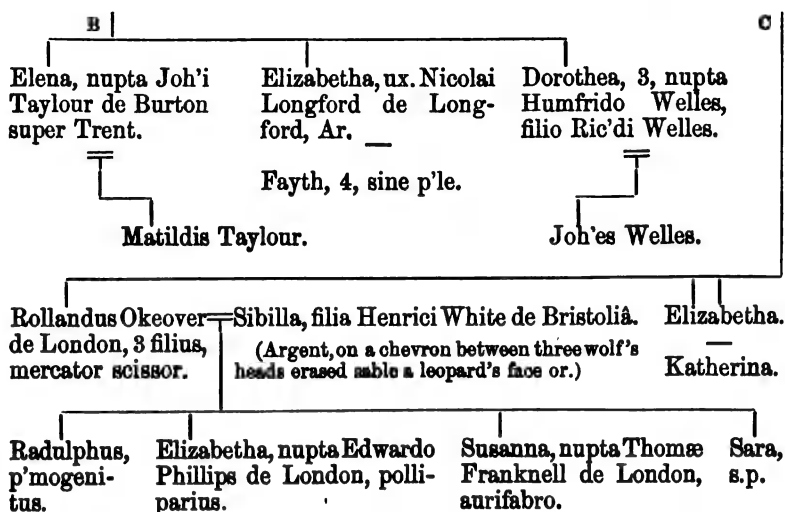 B
C
Elena, nupta Joh'i
Taylour de Burton
super Trent.
Elizabetha, ux. Nicolai
Longford de Long-
ford, Ar.
Fayth, 4, sine p'le.
Dorothea, 3, nupta
Humfrido Welles,
filio Ric'di Welles.
Matildis Taylour.
Joh'es Welles.
Rollandus Okeover
de London, 3 filius,
mercator scissor.
Sibilla, filia Henrici White de Bristoliâ.
(Argent, on a chevron between three wolf's
heads erased sable a leopard's face or.)
Elizabetha.
Katherina.
Radulphus,
p'mogeni-
tus.
Elizabetha, nupta Edwardo
Phillips de London, polli-
parius.
Susanna, nupta Thomæ
Franknell de London,
aurifabro.
Sara,
s.p.